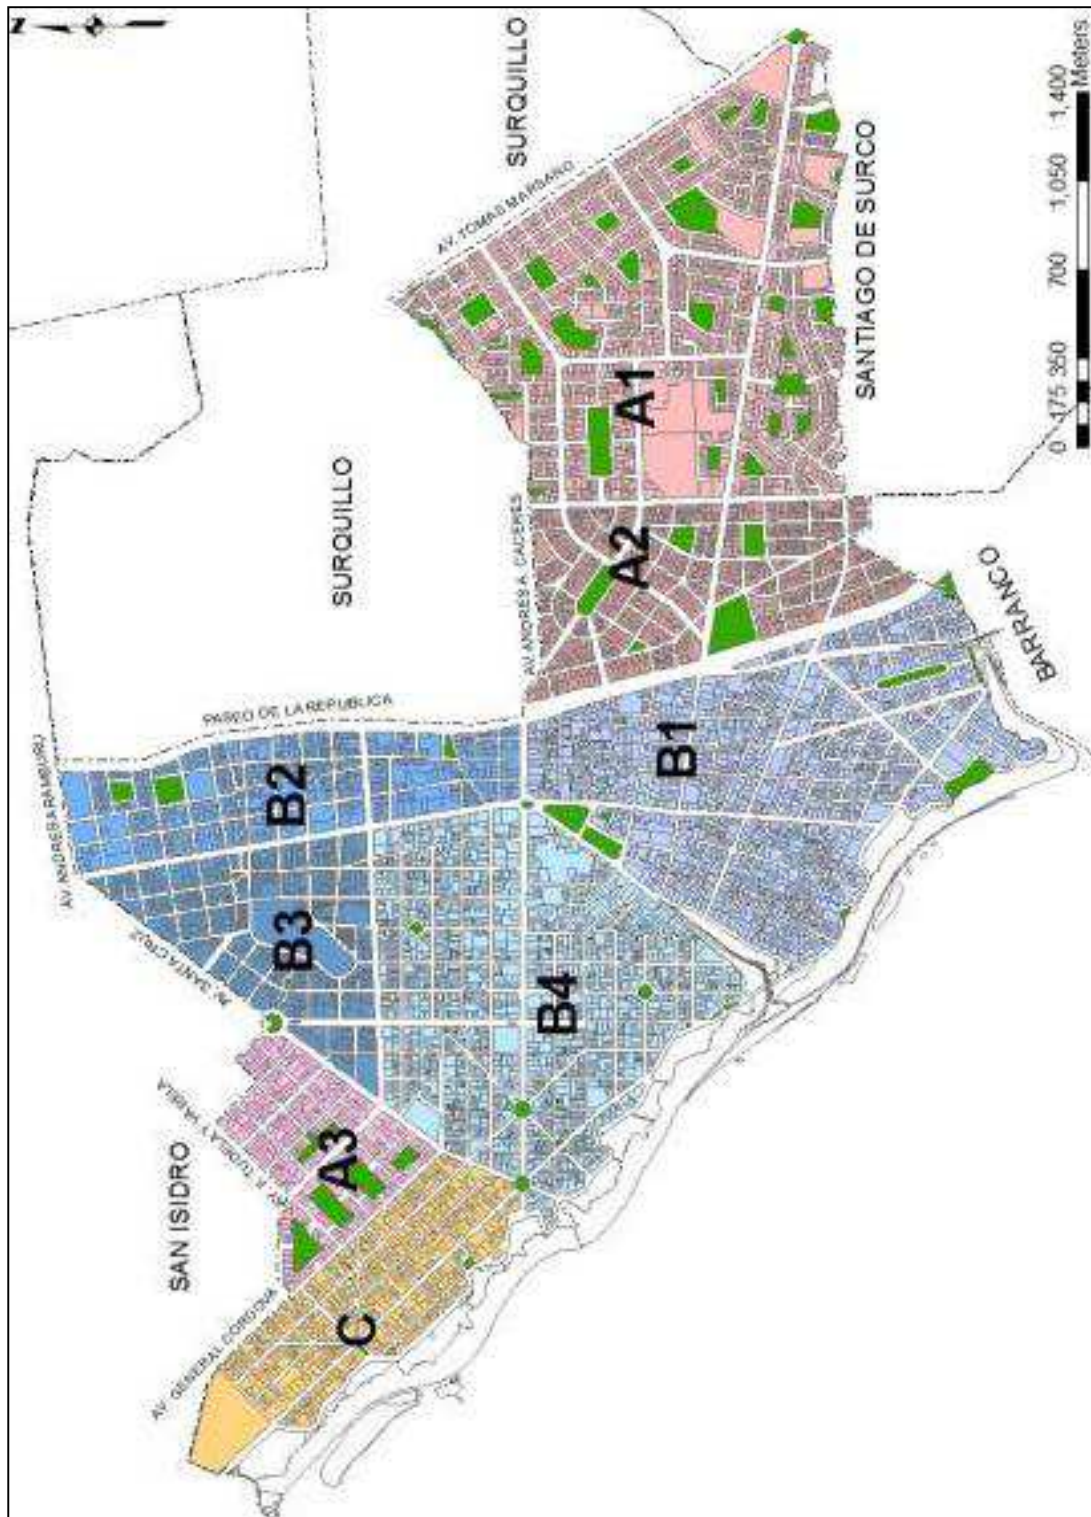 N
SURQUILLO
AV. TOMAS MARSANO
SANTIAGO DE SURCO
SURQUILLO
A1
AV. ANDRES A. CACERES
A2
BARRANCO
PASEO DE LA REPUBLICA
AV. ANDRES ARAMBURU
B2
B1
B3
AV. SANTA CRUZ
B4
SAN ISIDRO
A3
AV. GENERAL CORDOVA
C
0 175 350 700 1,050 1,400
Meters